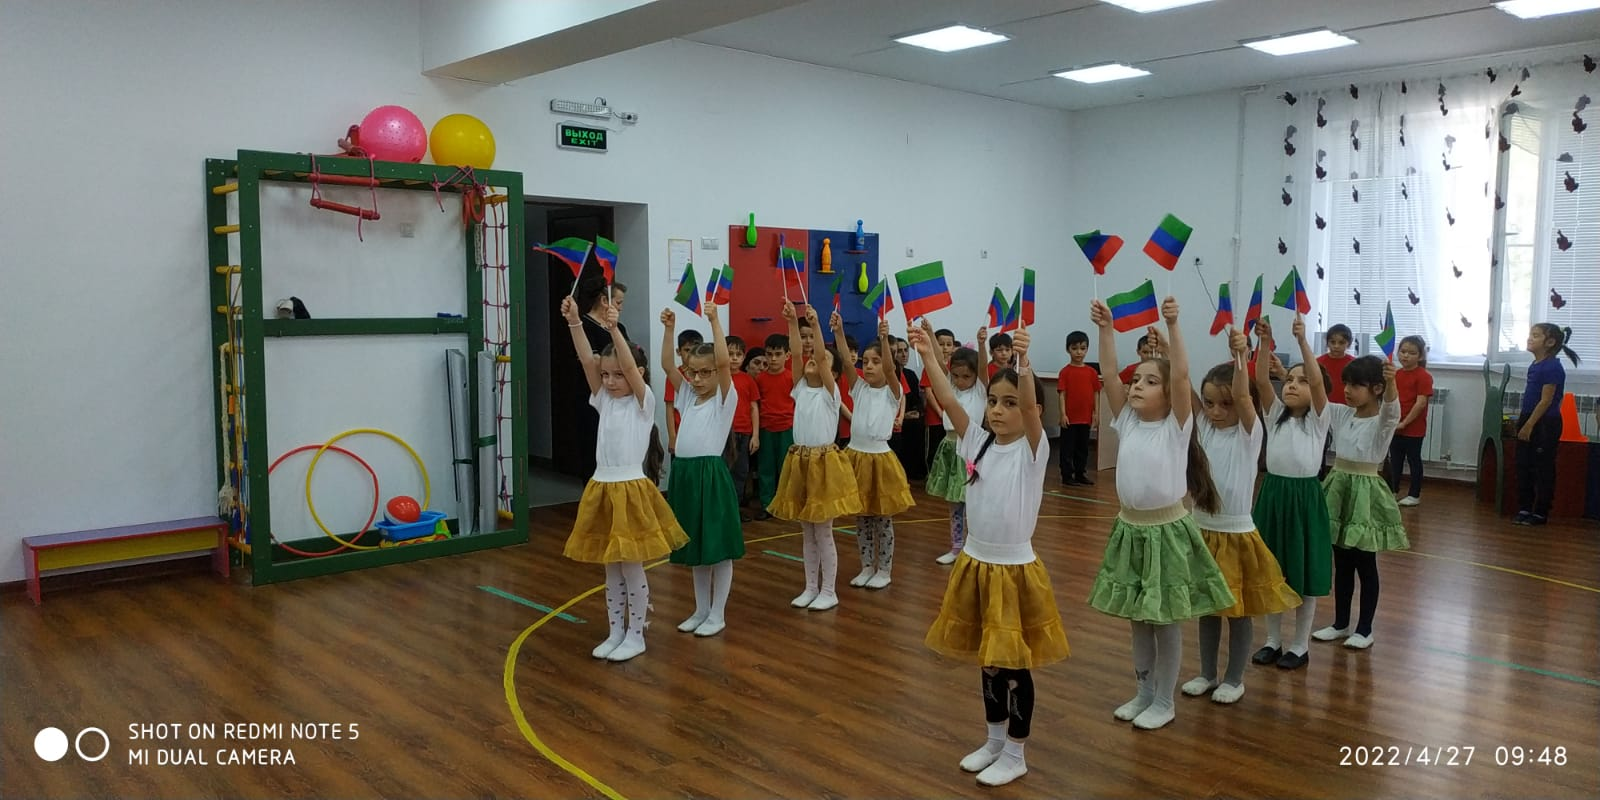 ВЫХОД
EXIT
SHOT ON REDMI NOTE 5
MI DUAL CAMERA
2022/4/27 09:48